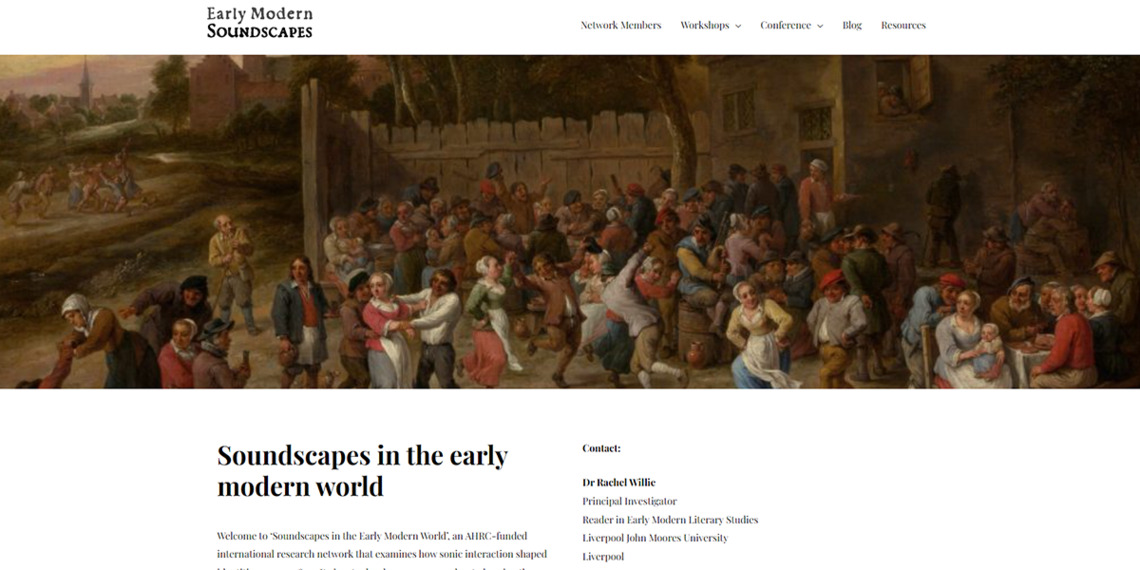 Early Modern
Soundscapes
Network Members
Workshops
Conference
Blog
Resources
Soundscapes in the early
modern world
Welcome to ‘Soundscapes in the Early Modern World’, an AHRC-funded
international research network that examines how sonic interaction shaped
Contact:
Dr Rachel Willie
Principal Investigator
Reader in Early Modern Literary Studies
Liverpool John Moores University
Liverpool